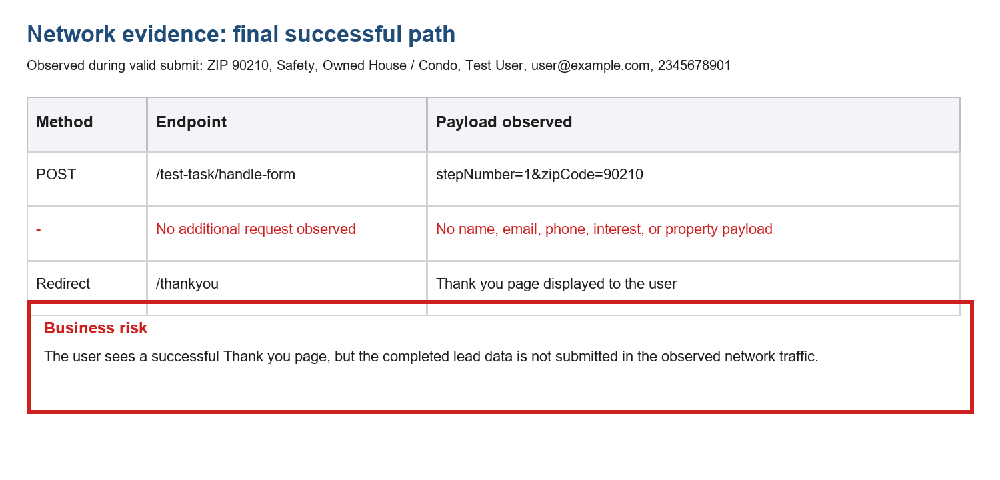 Network evidence: final successful path
Observed during valid submit: ZIP 90210, Safety, Owned House / Condo, Test User, user@example.com, 2345678901
Method Endpoint Payload observed
POST /test-task/handle-form stepNumber=1&zipCode=90210
- No additional request observed No name, email, phone, interest, or property payload
Redirect /thankyou Thank you page displayed to the user
Business risk
The user sees a successful Thank you page, but the completed lead data is not submitted in the observed network traffic.